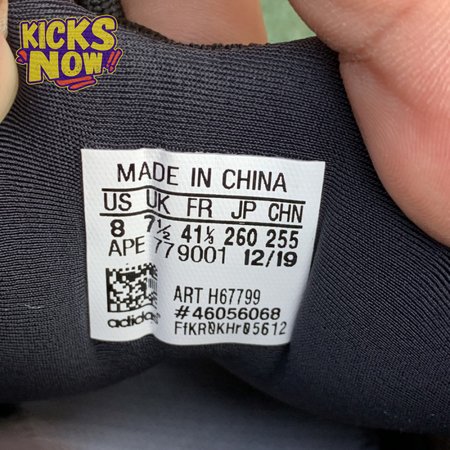 KICKS
NOW
MADE IN CHINA
US UK FR JP CHN
8 7½ 41⅓ 260 255
APE 779001 12/19
ART H67799
adidas #46056068
FfKR0KHr05612